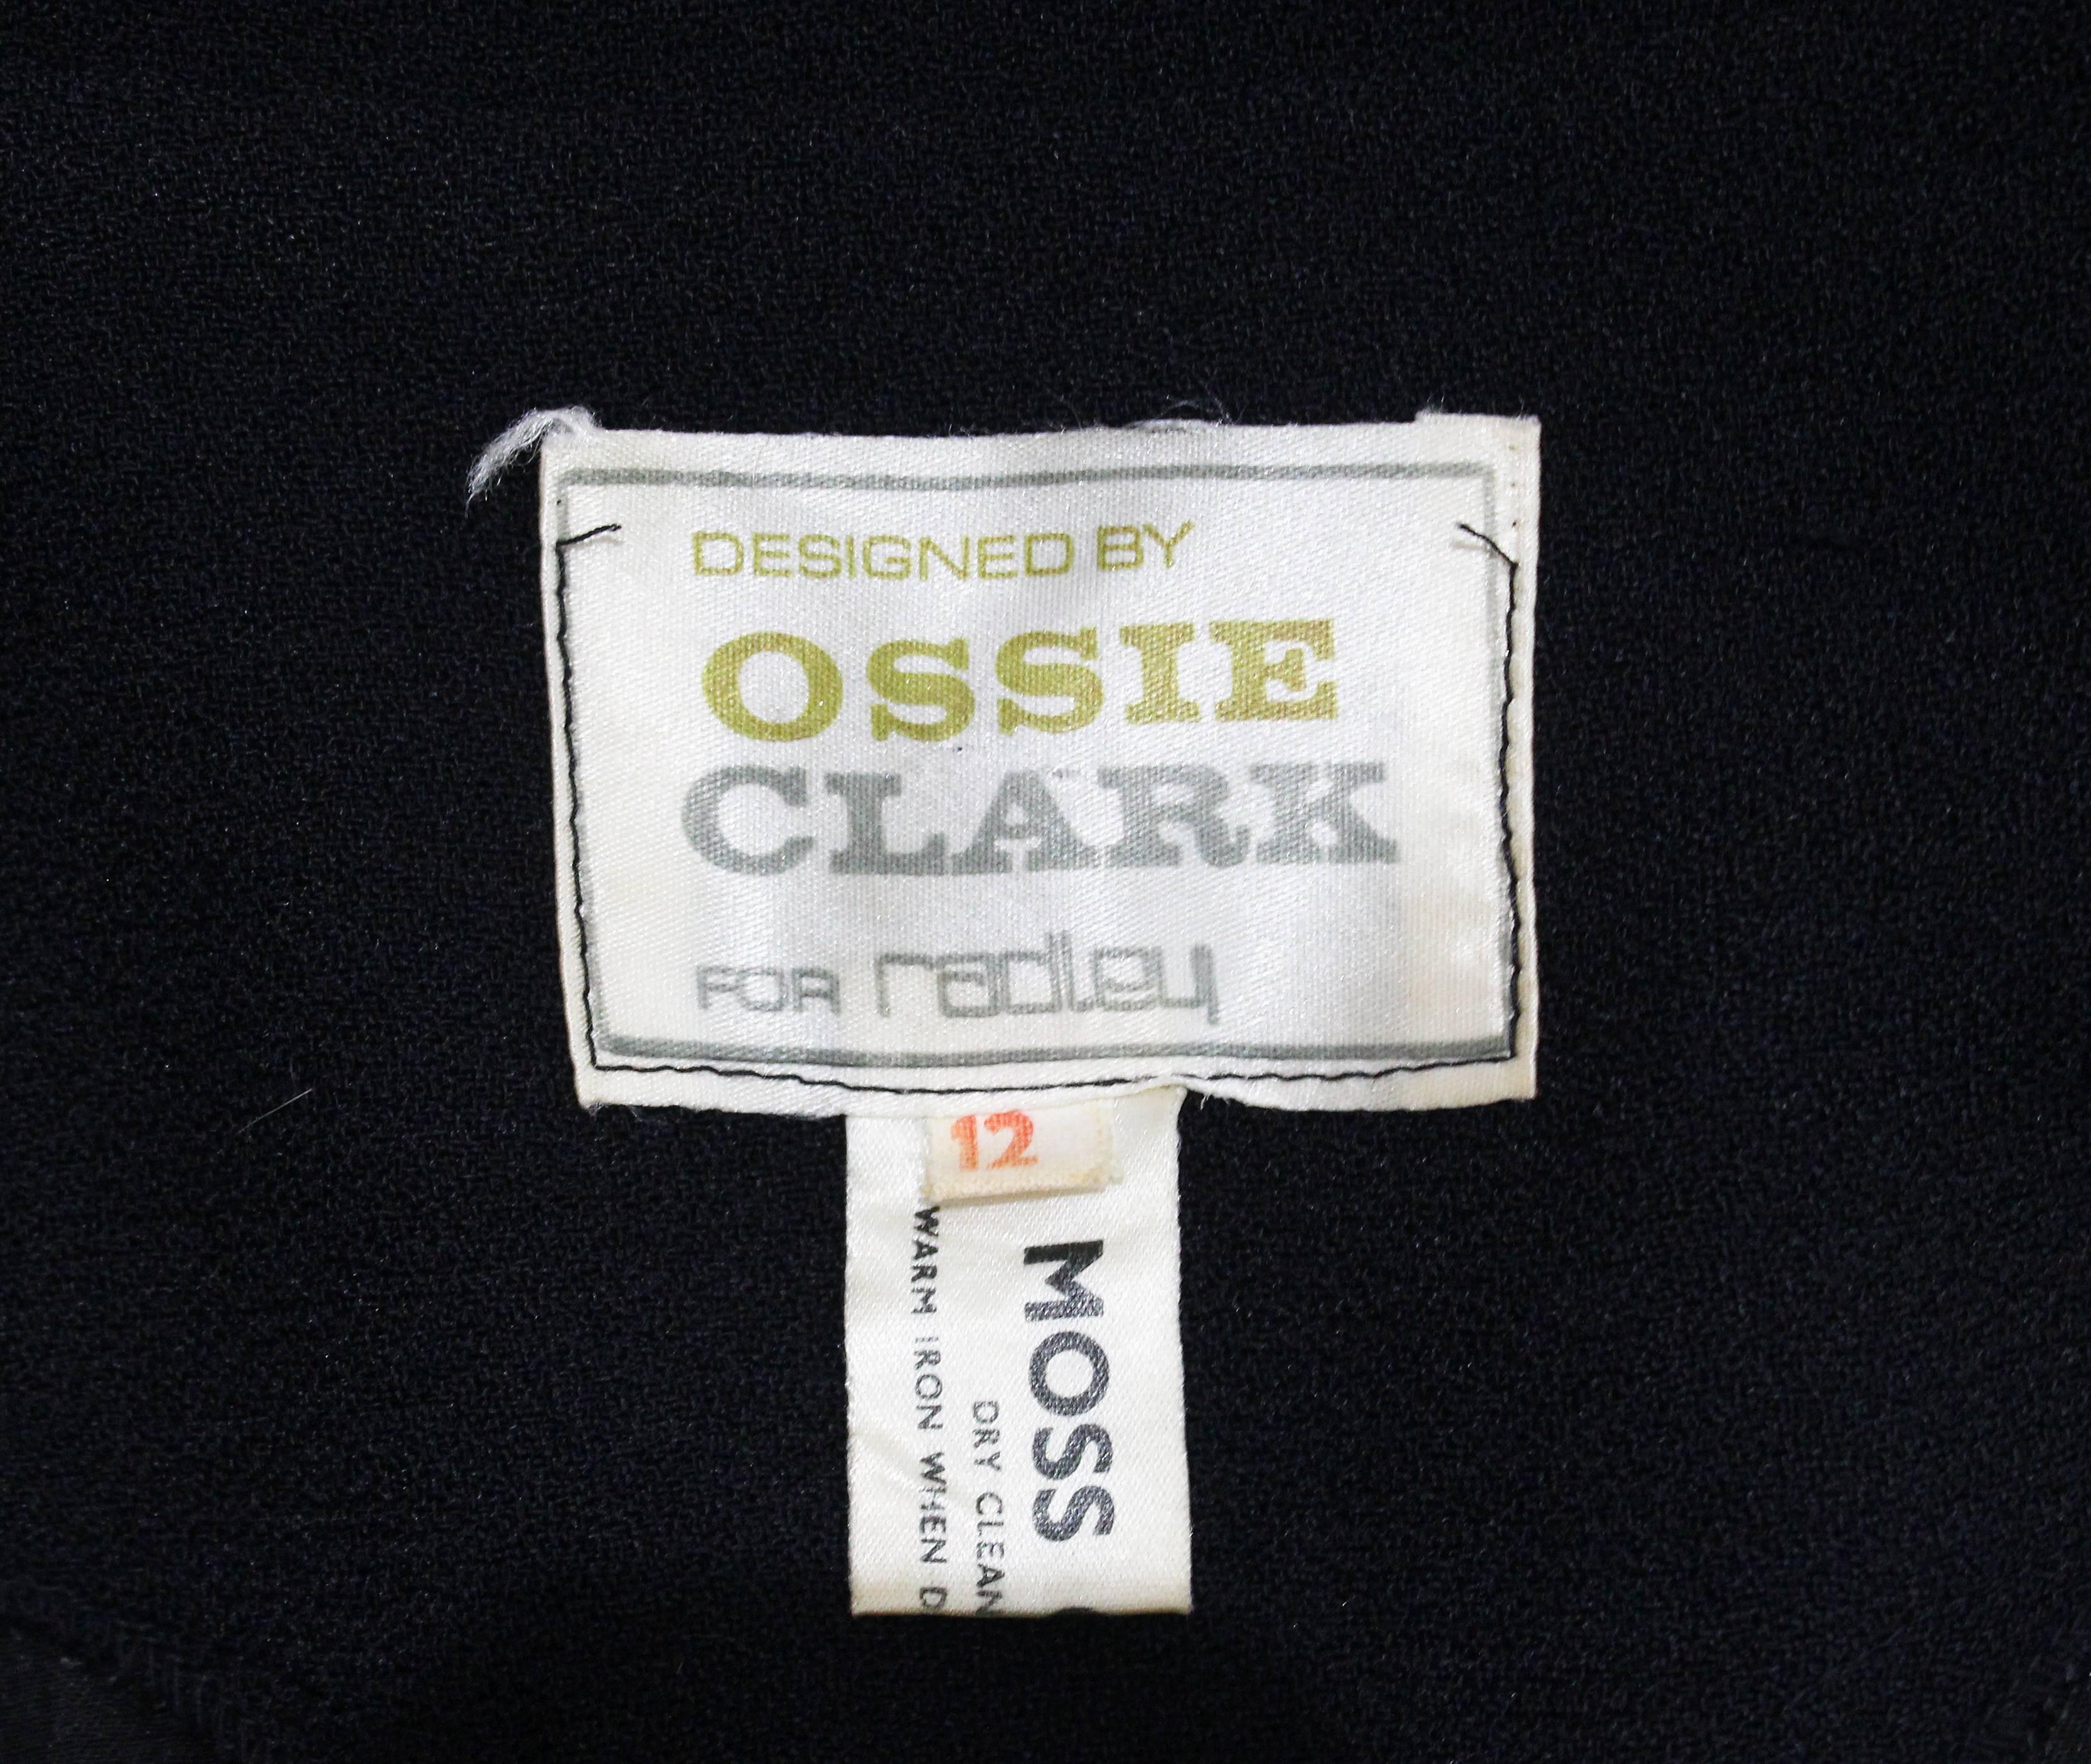 DESIGNED BY
OSSIE
CLARK
FOR radley
12
MOSS
DRY CLEAN
WARM IRON WHEN D